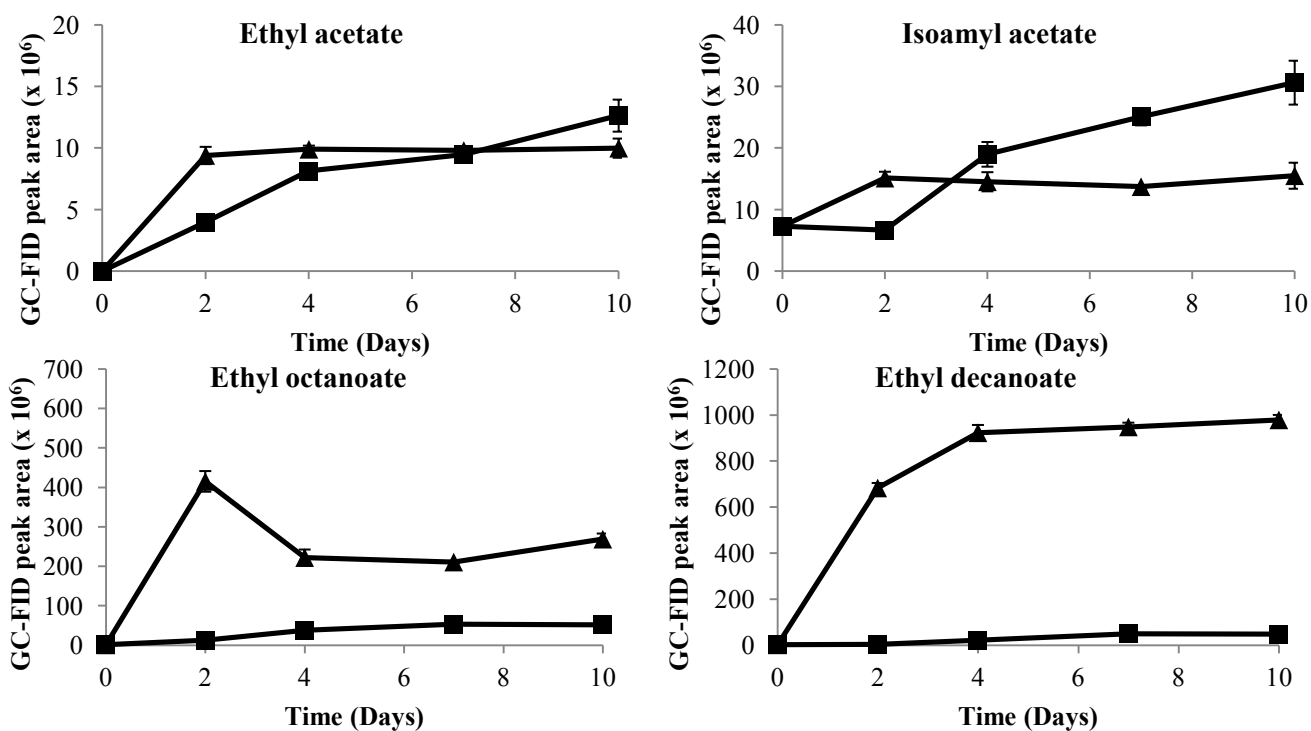 Ethyl acetate
GC-FID peak area (x 10⁶)
20
15
10
5
0
0 2 4 6 8 10
Time (Days)
Isoamyl acetate
GC-FID peak area (x 10⁶)
40
30
20
10
0
0 2 4 6 8 10
Time (Days)
Ethyl octanoate
GC-FID peak area (x 10⁶)
700
600
500
400
300
200
100
0
0 2 4 6 8 10
Time (Days)
Ethyl decanoate
GC-FID peak area (x 10⁶)
1200
1000
800
600
400
200
0
0 2 4 6 8 10
Time (Days)